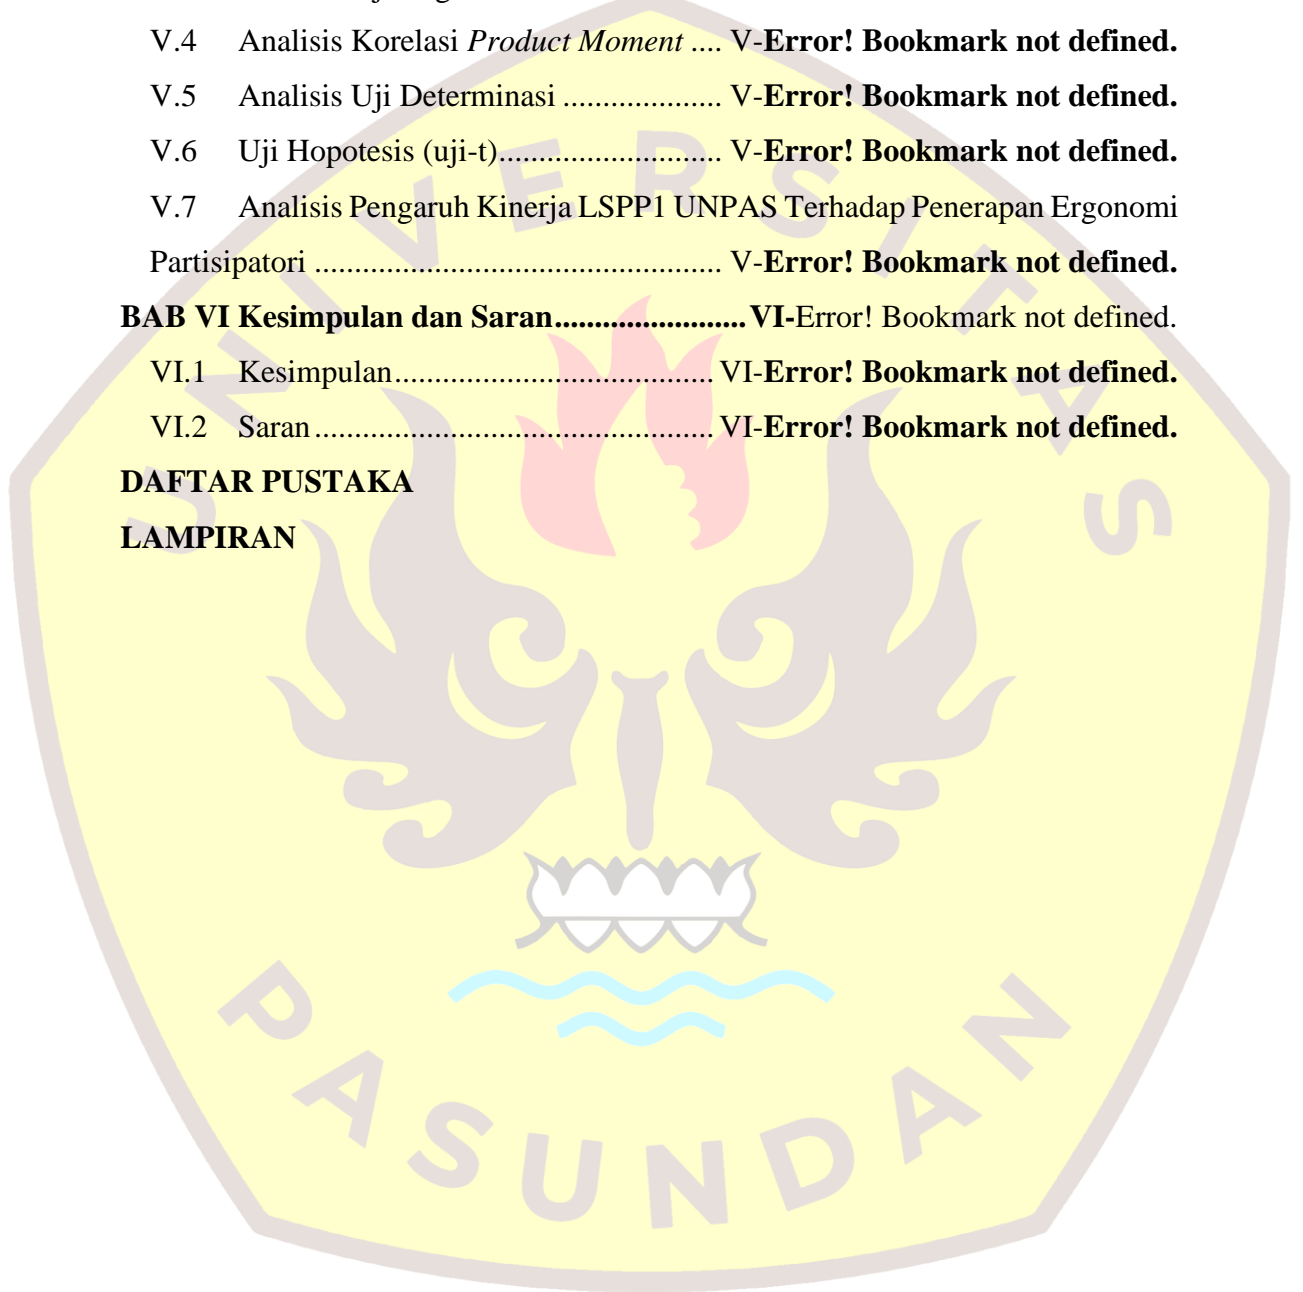 V.4 Analisis Korelasi Product Moment .... V-Error! Bookmark not defined.
V.5 Analisis Uji Determinasi .................... V-Error! Bookmark not defined.
V.6 Uji Hopotesis (uji-t)............................ V-Error! Bookmark not defined.
V.7 Analisis Pengaruh Kinerja LSPP1 UNPAS Terhadap Penerapan Ergonomi
Partisipatori ................................................... V-Error! Bookmark not defined.
BAB VI Kesimpulan dan Saran........................ VI-Error! Bookmark not defined.
VI.1 Kesimpulan........................................ VI-Error! Bookmark not defined.
VI.2 Saran .................................................. VI-Error! Bookmark not defined.
DAFTAR PUSTAKA
LAMPIRAN
UNIVERSITAS
PASUNDAN